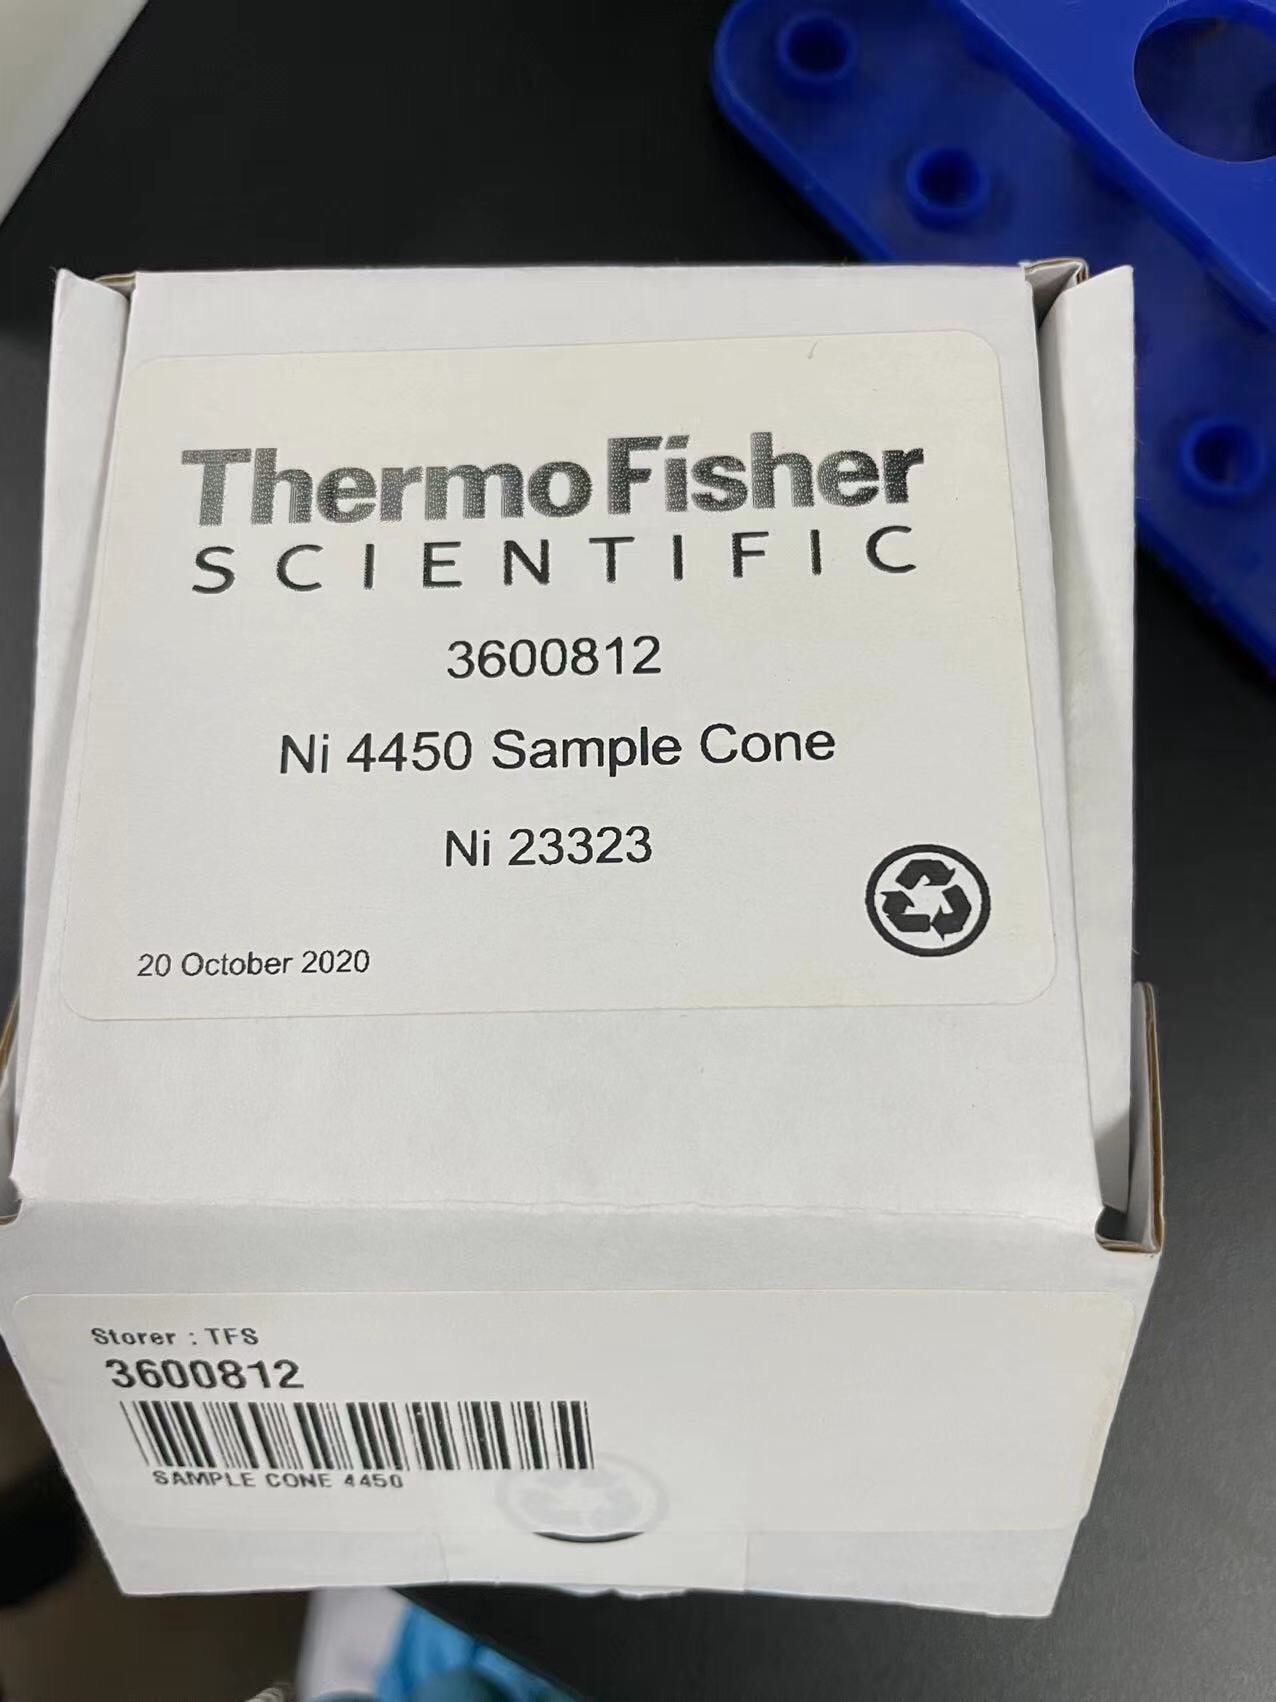 ThermoFisher
SCIENTIFIC
3600812
Ni 4450 Sample Cone
Ni 23323
20 October 2020
Storer : TFS
3600812
SAMPLE CONE 4450